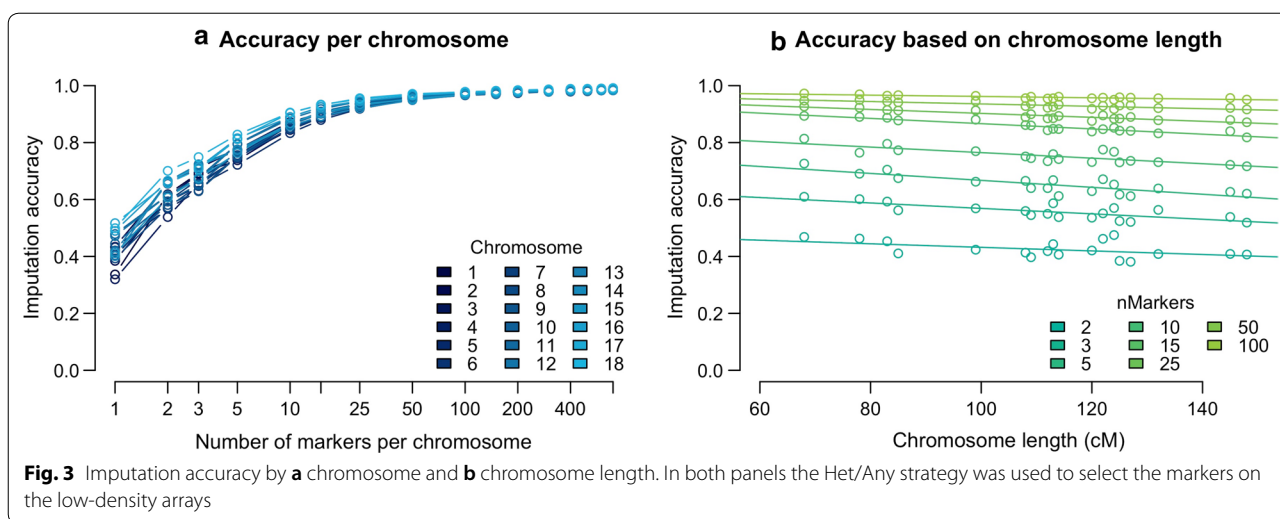 a Accuracy per chromosome
Imputation accuracy
1.0
0.8
0.6
0.4
0.2
0.0
Chromosome
1 7 13
2 8 14
3 9 15
4 10 16
5 11 17
6 12 18
1 2 3 5 10 25 50 100 200 400
Number of markers per chromosome
b Accuracy based on chromosome length
Imputation accuracy
1.0
0.8
0.6
0.4
0.2
0.0
nMarkers
2 10 50
3 15 100
5 25
60 80 100 120 140
Chromosome length (cM)
Fig. 3 Imputation accuracy by a chromosome and b chromosome length. In both panels the Het/Any strategy was used to select the markers on
the low-density arrays